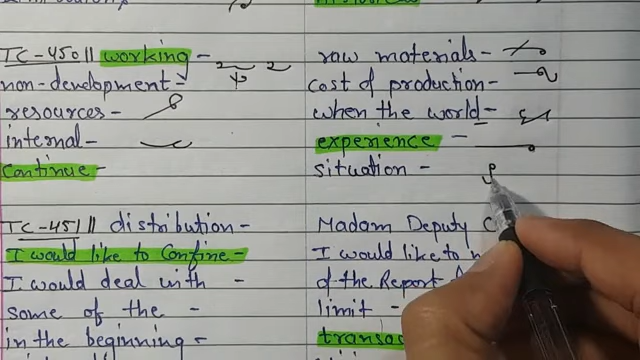 TC-450 || working -
non-development -
resources -
internal -
continue -
TC-451 || distribution -
I would like to Confine -
I would deal with -
some of the -
in the beginning -
raw materials -
cost of production -
when the world -
experience -
situation -
Madam Deputy
I would like to
of the Report
limit -